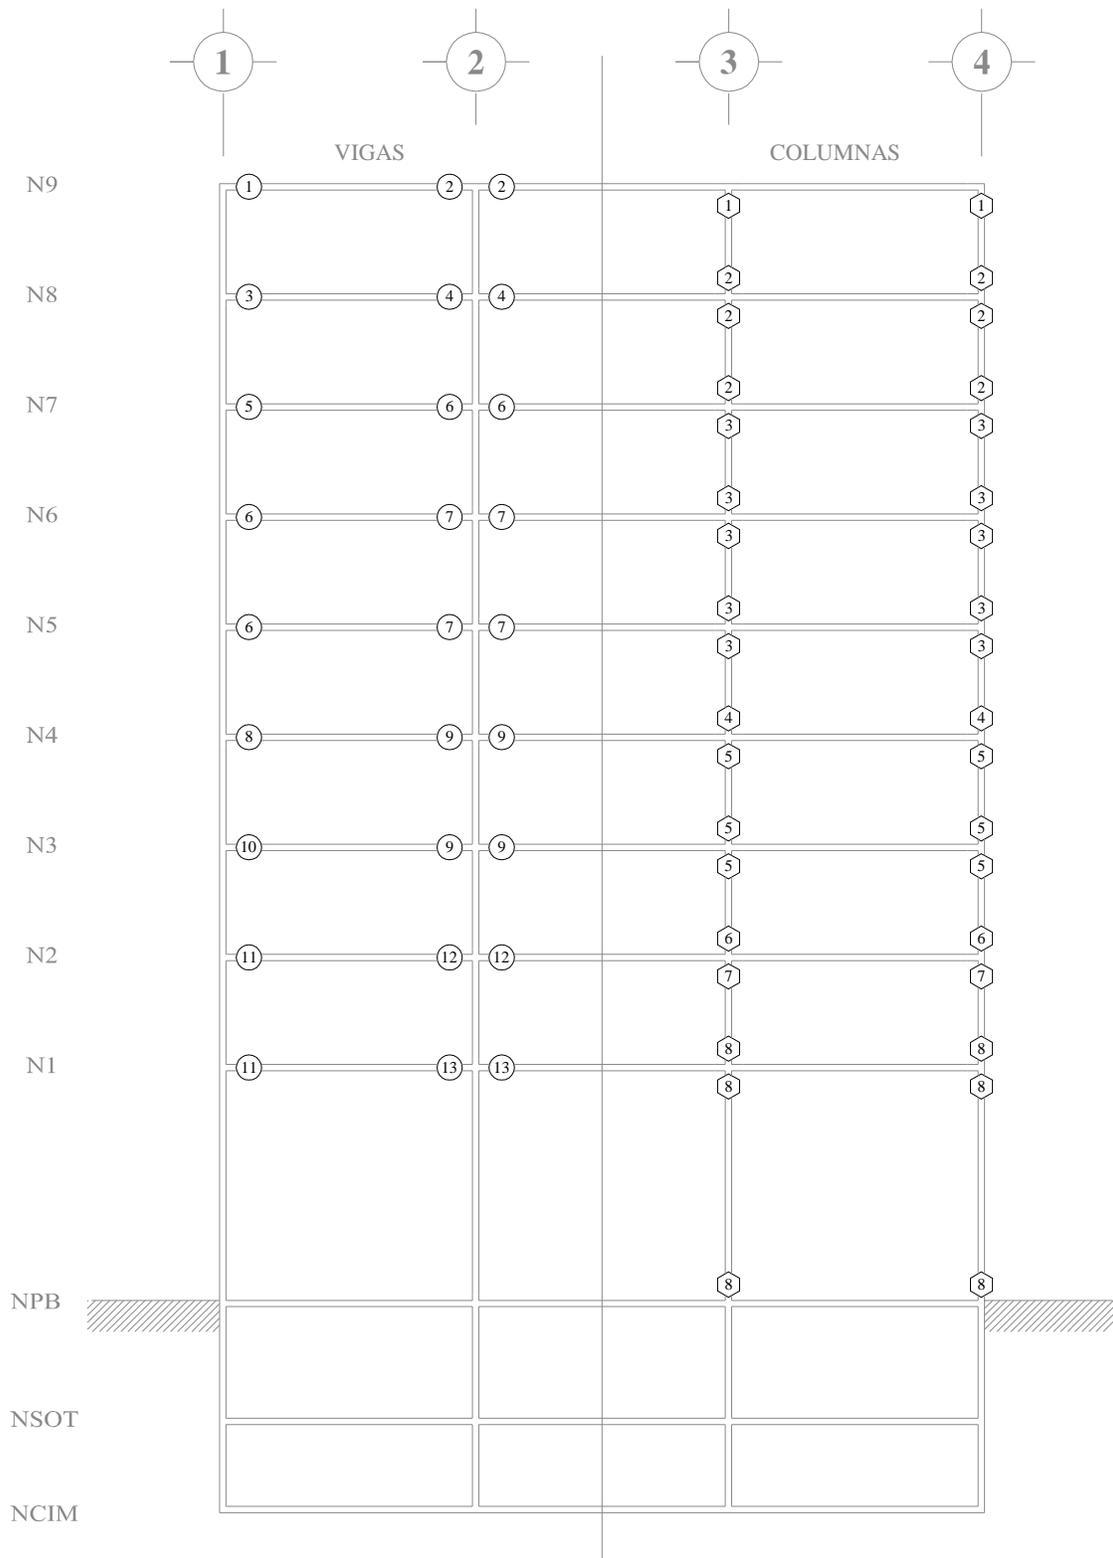 1 2 3 4
VIGAS COLUMNAS
N9 1 2 2
1 1
2 2
N8 3 4 4
2 2
2 2
N7 5 6 6
3 3
3 3
N6 6 7 7
3 3
3 3
N5 6 7 7
3 3
4 4
N4 8 9 9
5 5
5 5
N3 10 9 9
5 5
6 6
N2 11 12 12
7 7
8 8
N1 11 13 13
8 8
8 8
NPB
NSOT
NCIM